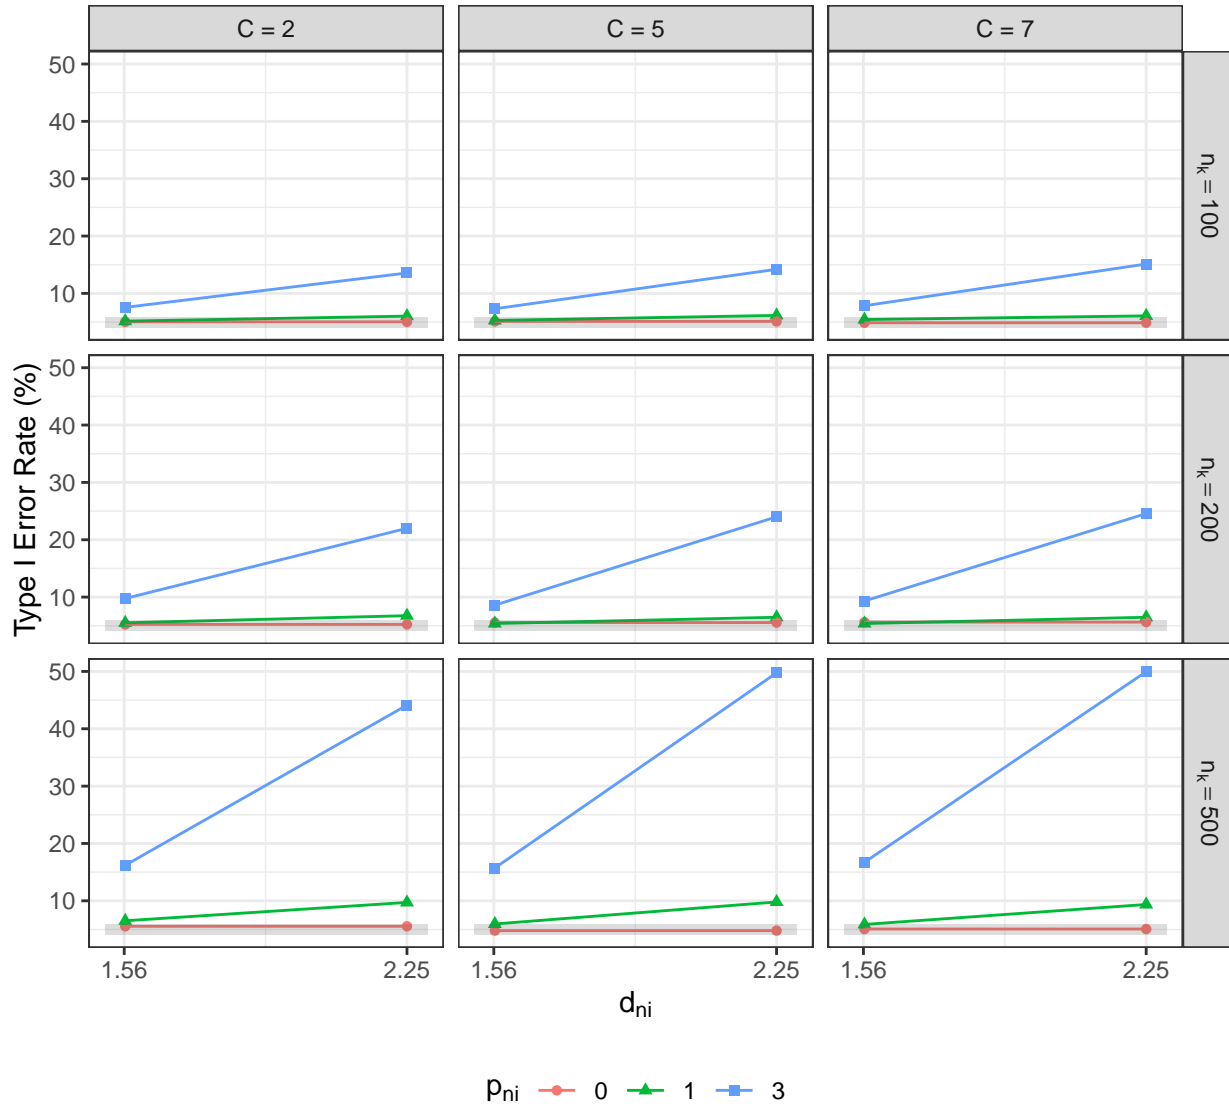 C = 2
C = 5
C = 7
50
40
30
20
10
n_k = 100
Type I Error Rate (%)
50
40
30
20
10
n_k = 200
50
40
30
20
10
n_k = 500
1.56
2.25
1.56
2.25
1.56
2.25
d_ni
p_ni 0 1 3